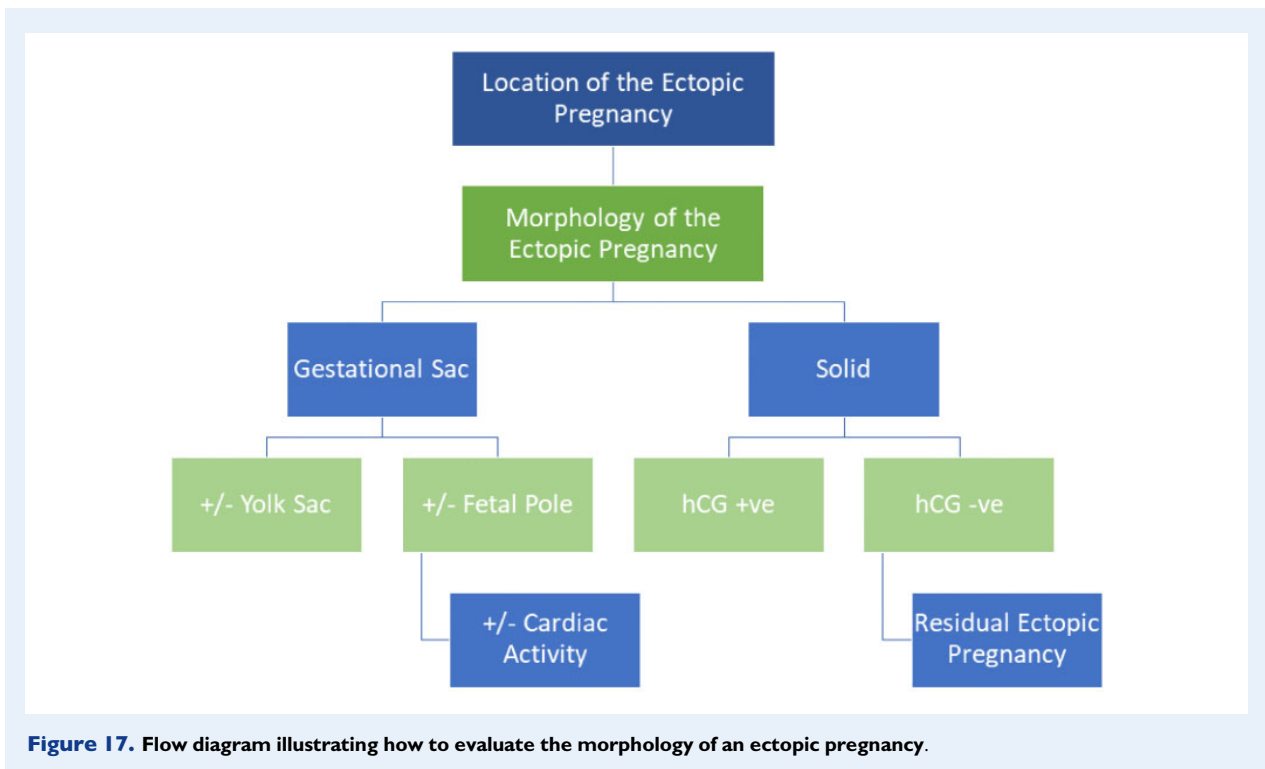 Location of the Ectopic
Pregnancy
Morphology of the
Ectopic Pregnancy
Gestational Sac
Solid
+/- Yolk Sac
+/- Fetal Pole
hCG +ve
hCG -ve
+/- Cardiac
Activity
Residual Ectopic
Pregnancy
Figure 17. Flow diagram illustrating how to evaluate the morphology of an ectopic pregnancy.